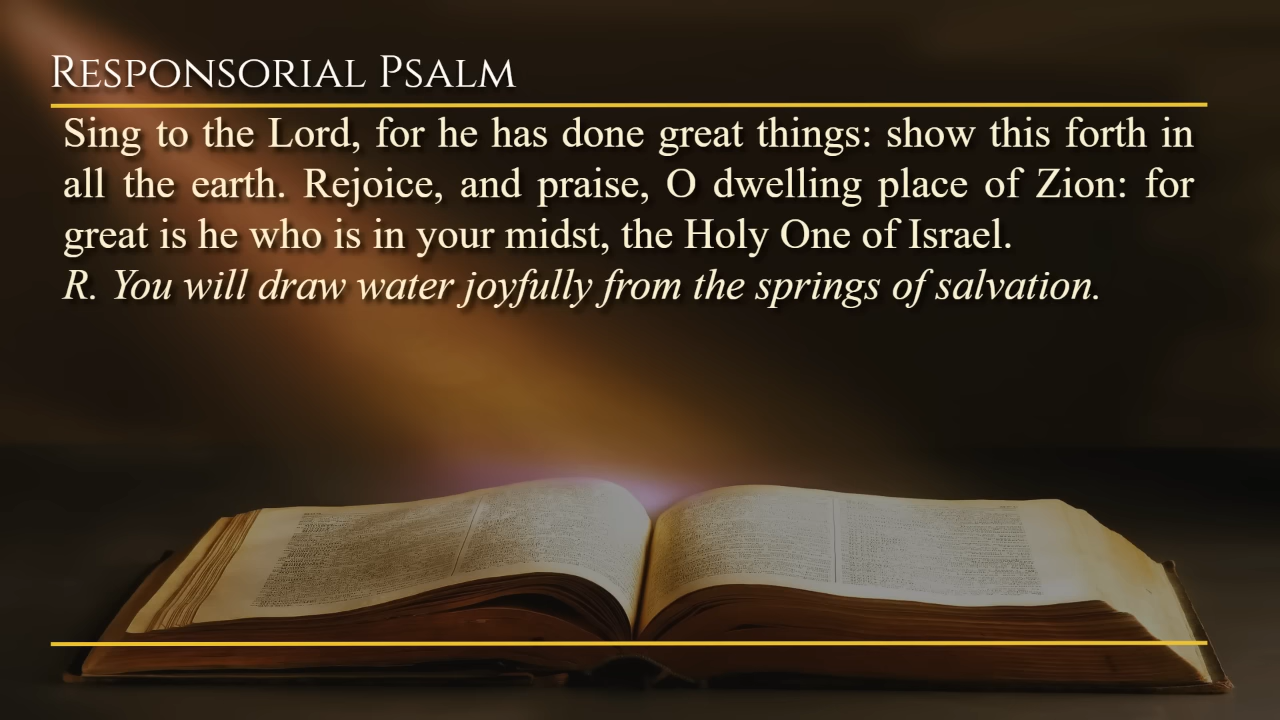 Responsorial Psalm
Sing to the Lord, for he has done great things: show this forth in
all the earth. Rejoice, and praise, O dwelling place of Zion: for
great is he who is in your midst, the Holy One of Israel.
R. You will draw water joyfully from the springs of salvation.